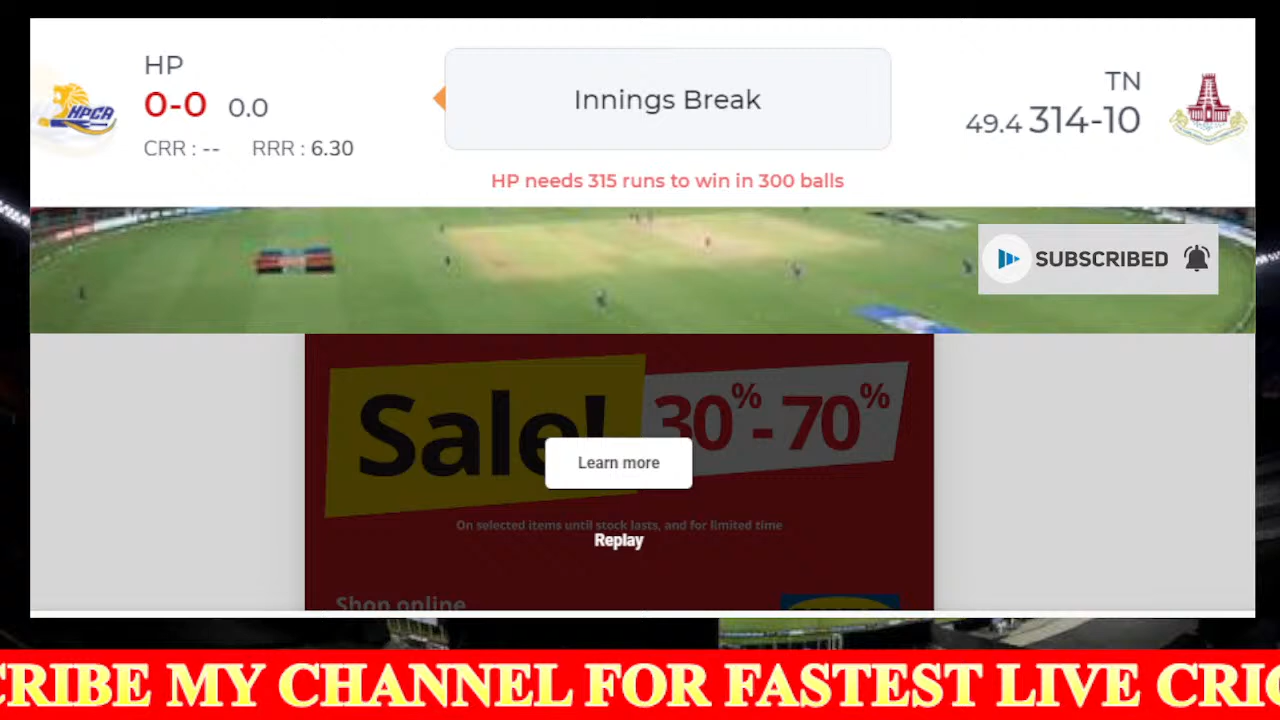 HP
0-0 0.0
CRR : -- RRR : 6.30
HPCA
Innings Break
HP needs 315 runs to win in 300 balls
TN
49.4 314-10
SUBSCRIBED
Sale! 30%-70%
Learn more
On selected items until stock lasts, and for limited time
Replay
Shop online
CRIBE MY CHANNEL FOR FASTEST LIVE CRIC